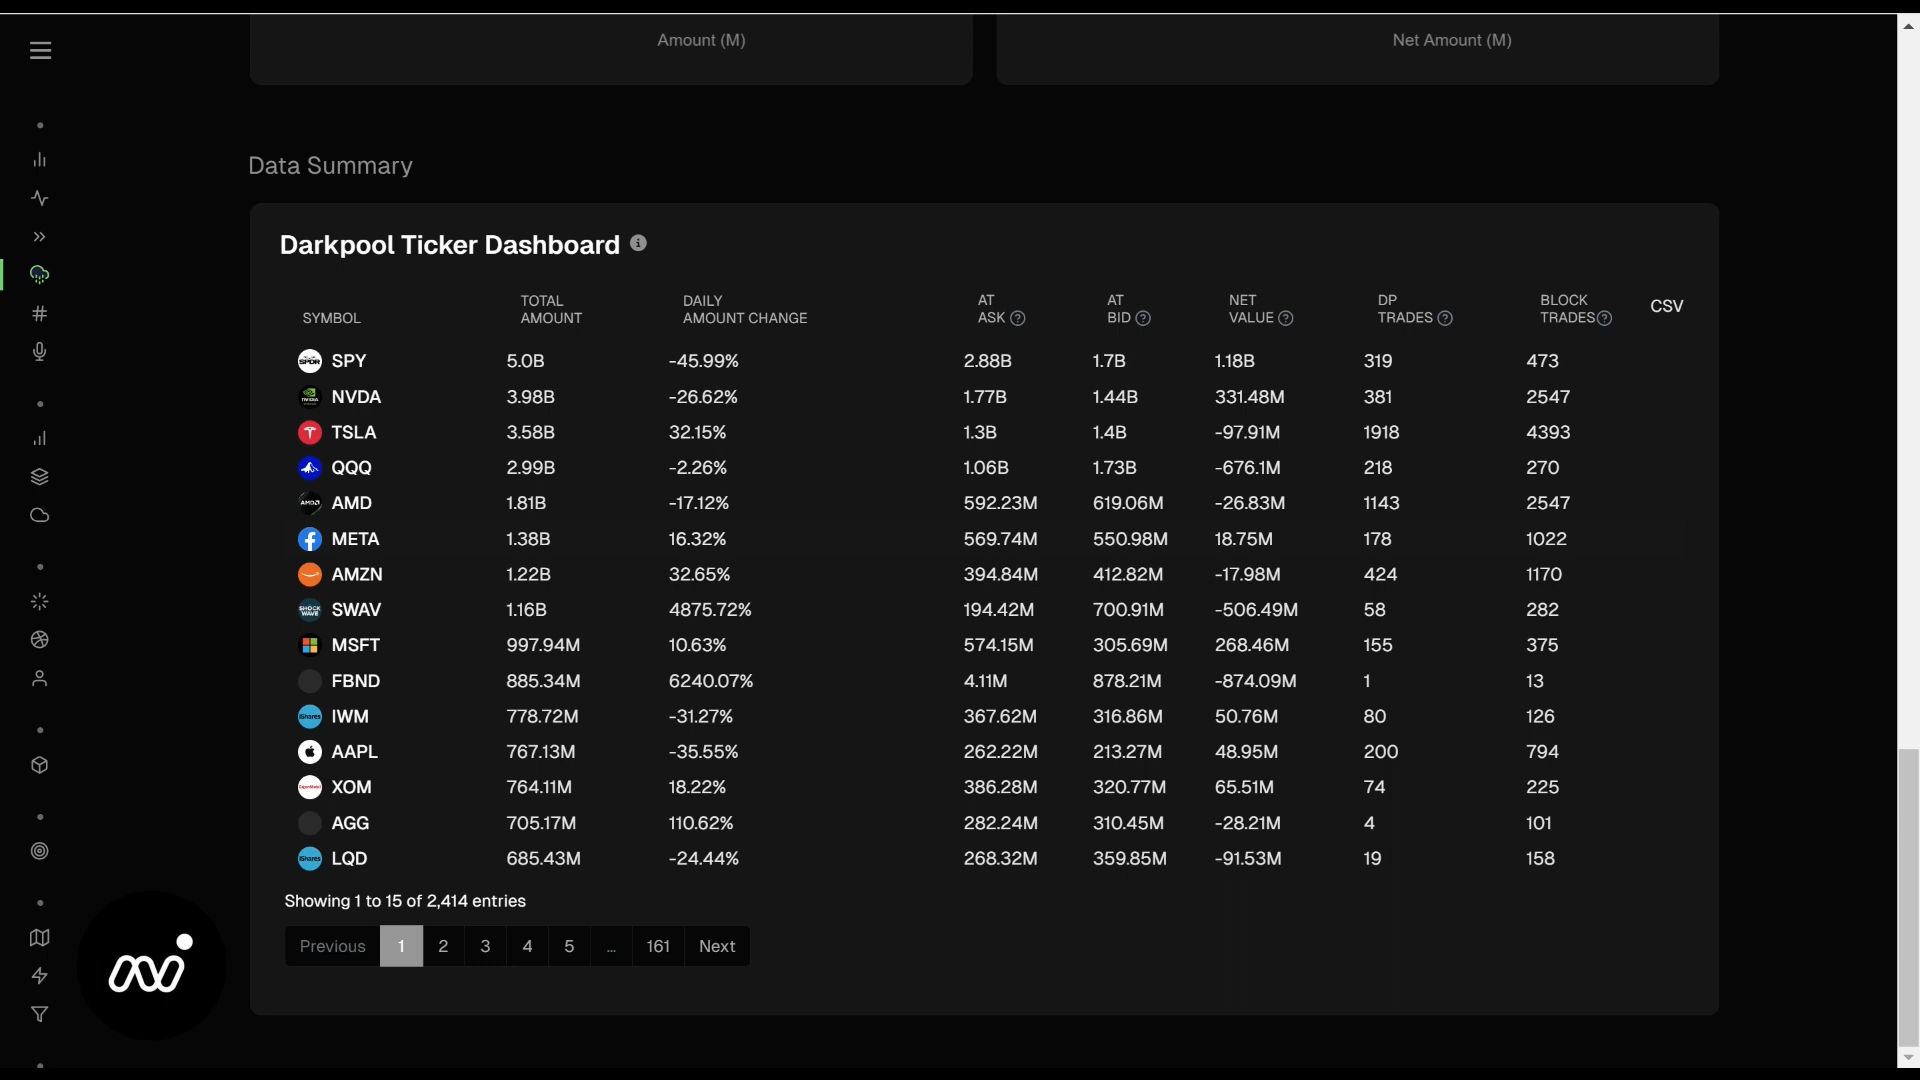 Amount (M)
Net Amount (M)
Data Summary
Darkpool Ticker Dashboard
SYMBOL TOTAL AMOUNT DAILY AMOUNT CHANGE AT ASK AT BID NET VALUE DP TRADES BLOCK TRADES CSV
SPY 5.0B -45.99% 2.88B 1.7B 1.18B 319 473
NVDA 3.98B -26.62% 1.77B 1.44B 331.48M 381 2547
TSLA 3.58B 32.15% 1.3B 1.4B -97.91M 1918 4393
QQQ 2.99B -2.26% 1.06B 1.73B -676.1M 218 270
AMD 1.81B -17.12% 592.23M 619.06M -26.83M 1143 2547
META 1.38B 16.32% 569.74M 550.98M 18.75M 178 1022
AMZN 1.22B 32.65% 394.84M 412.82M -17.98M 424 1170
SWAV 1.16B 4875.72% 194.42M 700.91M -506.49M 58 282
MSFT 997.94M 10.63% 574.15M 305.69M 268.46M 155 375
FBND 885.34M 6240.07% 4.11M 878.21M -874.09M 1 13
IWM 778.72M -31.27% 367.62M 316.86M 50.76M 80 126
AAPL 767.13M -35.55% 262.22M 213.27M 48.95M 200 794
XOM 764.11M 18.22% 386.28M 320.77M 65.51M 74 225
AGG 705.17M 110.62% 282.24M 310.45M -28.21M 4 101
LQD 685.43M -24.44% 268.32M 359.85M -91.53M 19 158
Showing 1 to 15 of 2,414 entries
Previous 1 2 3 4 5 ... 161 Next